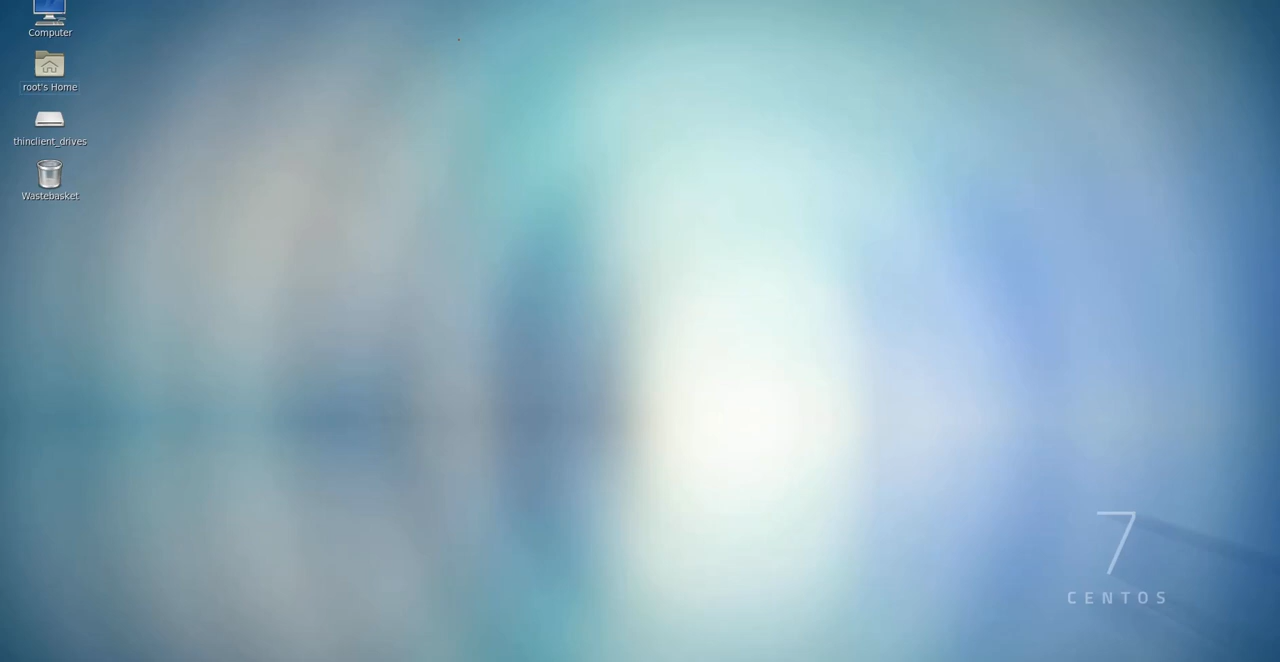 Computer
root's Home
thinclient_drives
Wastebasket
7
CENTOS